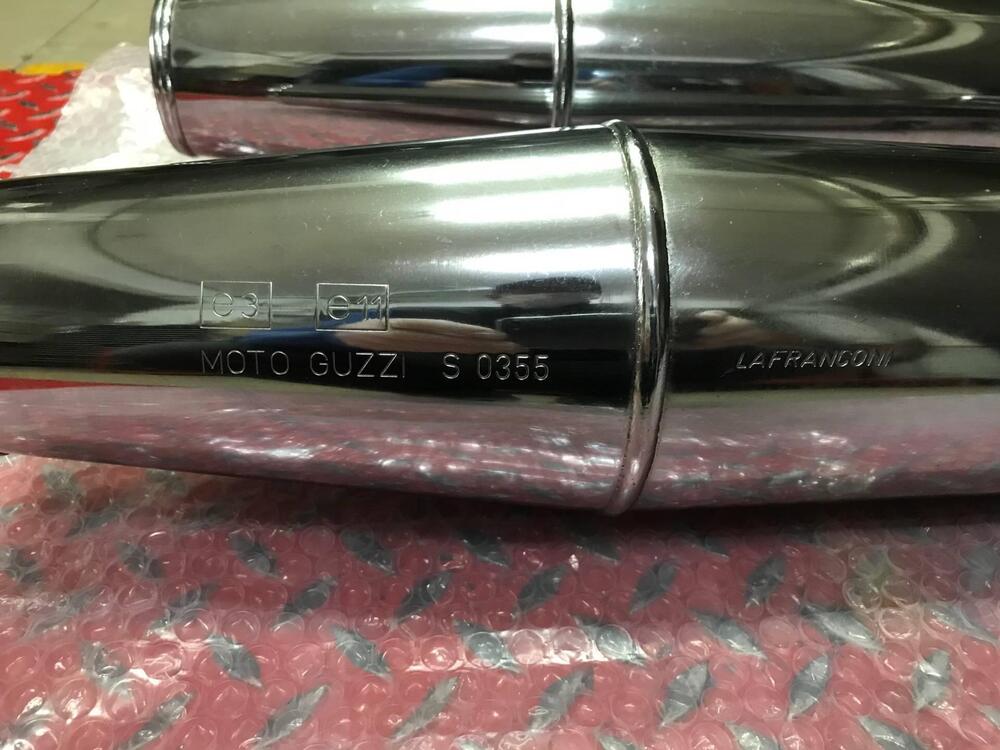 e3 e11
MOTO GUZZI S 0355
LAFRANCONI